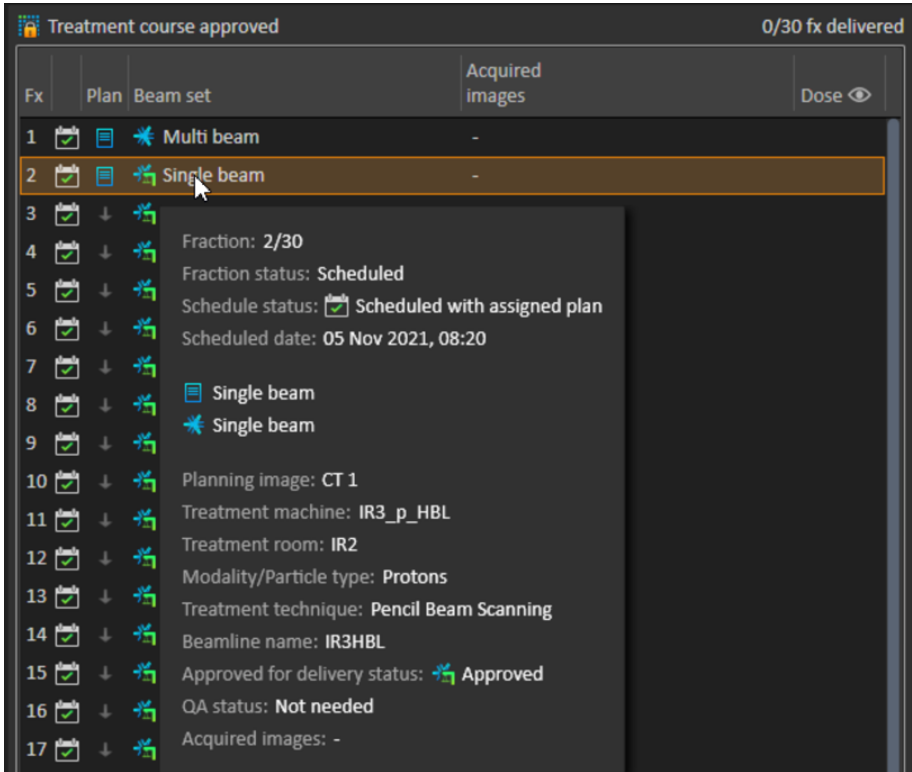 Treatment course approved 0/30 fx delivered
Fx Plan Beam set Acquired images Dose
1 Multi beam -
2 Single beam -
3
4
5
6
7
8
9
10
11
12
13
14
15
16
17
Fraction: 2/30
Fraction status: Scheduled
Schedule status: Scheduled with assigned plan
Scheduled date: 05 Nov 2021, 08:20
Single beam
Single beam
Planning image: CT 1
Treatment machine: IR3_p_HBL
Treatment room: IR2
Modality/Particle type: Protons
Treatment technique: Pencil Beam Scanning
Beamline name: IR3HBL
Approved for delivery status: Approved
QA status: Not needed
Acquired images: -